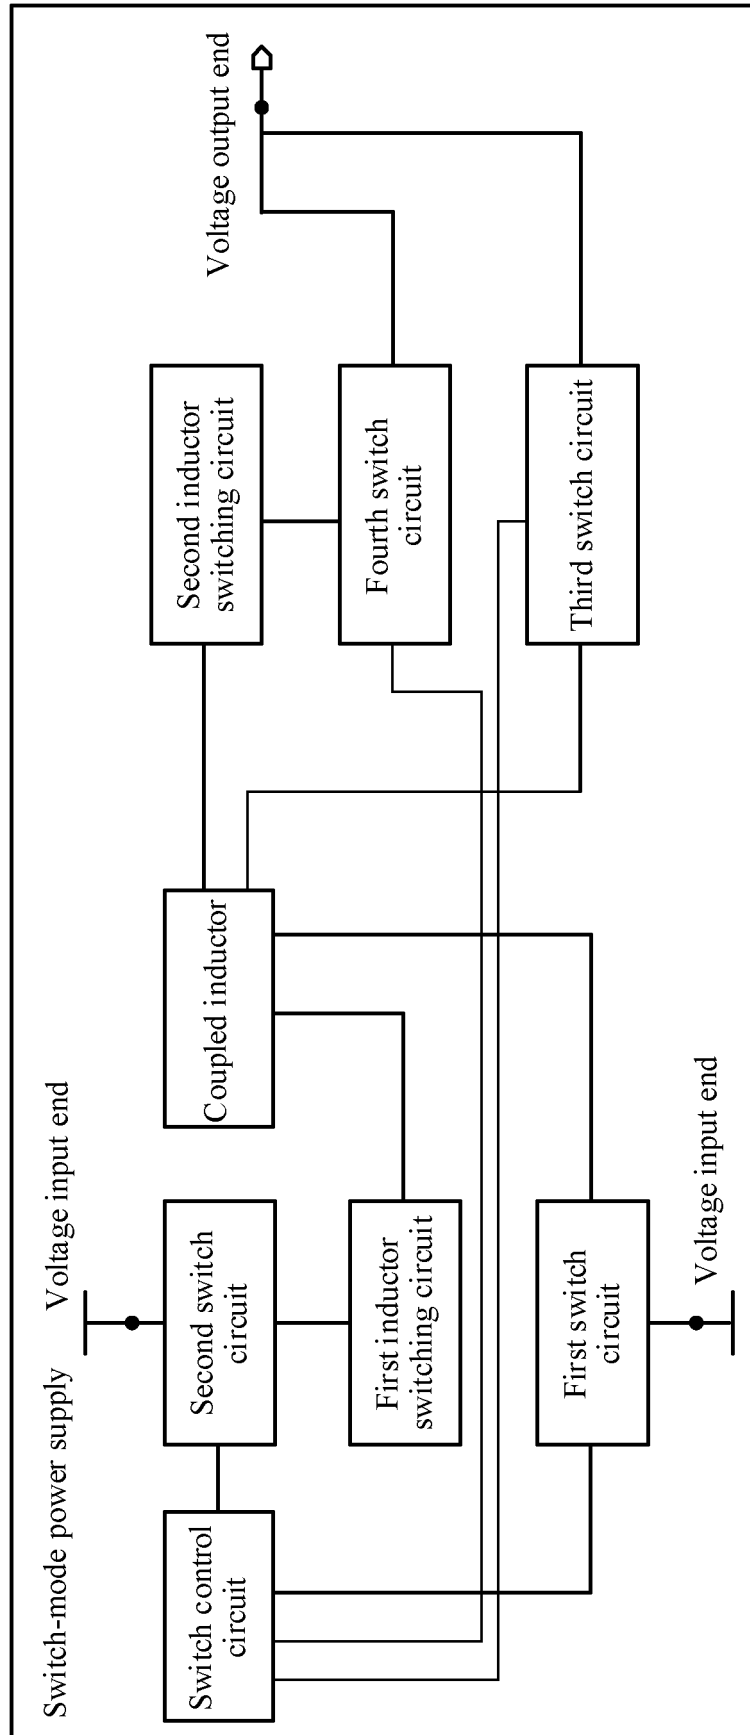 Switch-mode power supply
Voltage input end
Voltage output end
Switch control
circuit
Second switch
circuit
Coupled inductor
Second inductor
switching circuit
First inductor
switching circuit
Fourth switch
circuit
First switch
circuit
Third switch circuit
Voltage input end